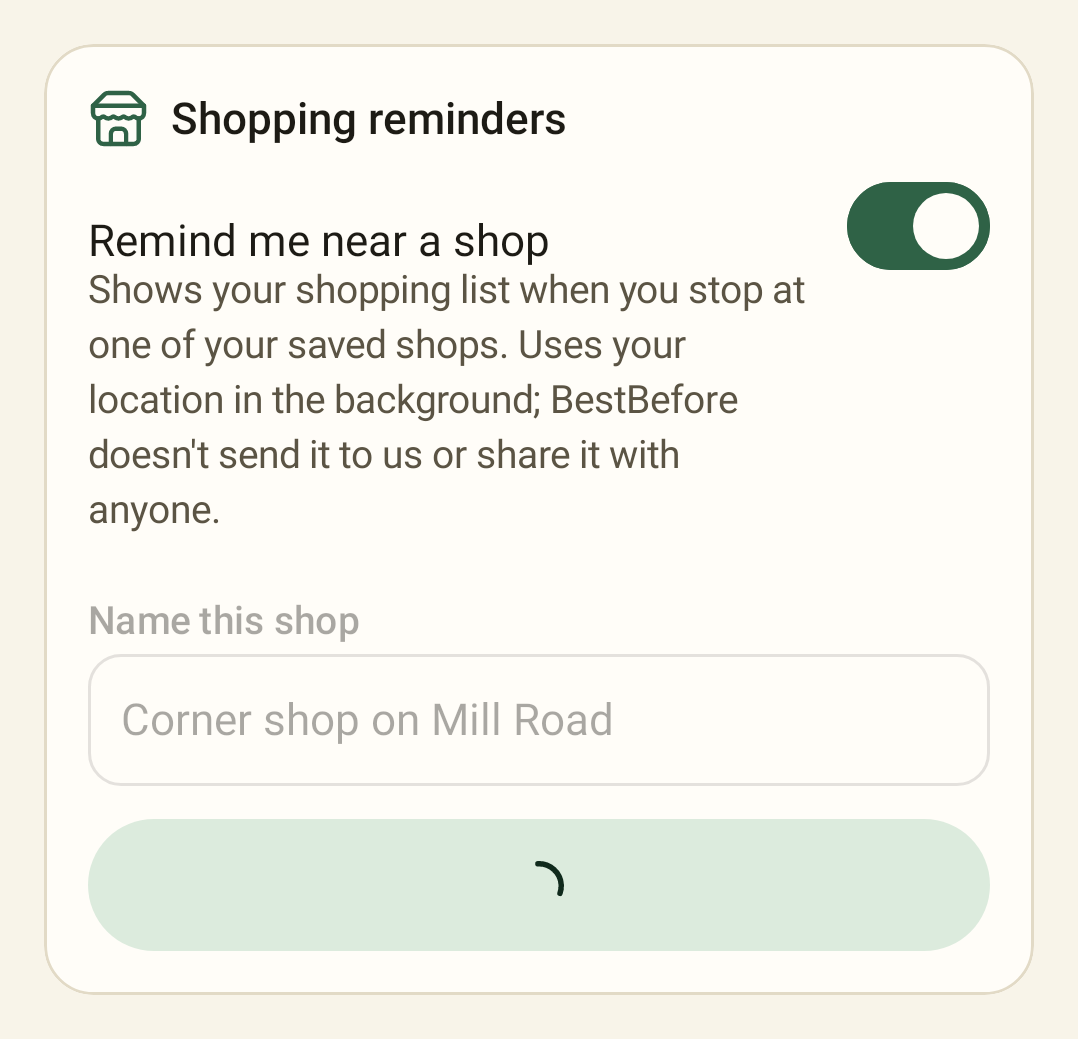 Shopping reminders
Remind me near a shop
Shows your shopping list when you stop at
one of your saved shops. Uses your
location in the background; BestBefore
doesn't send it to us or share it with
anyone.
Name this shop
Corner shop on Mill Road